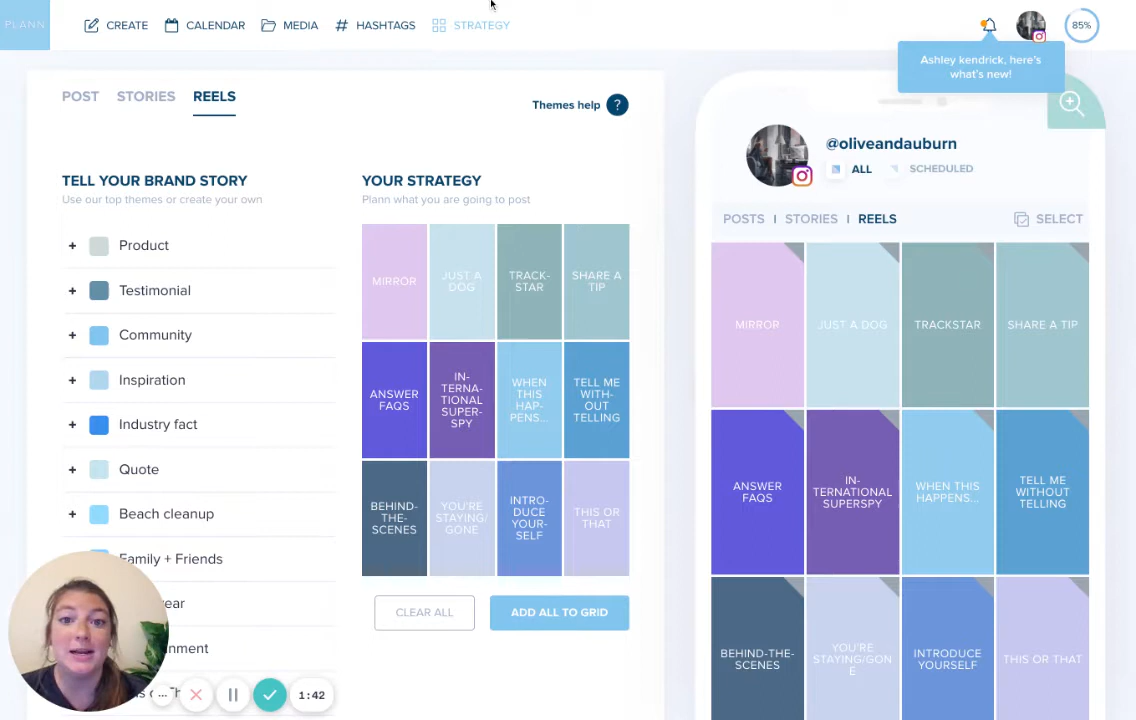 PLANN
CREATE
CALENDAR
MEDIA
HASHTAGS
STRATEGY
85%
Ashley kendrick, here's
what's new!
POST
STORIES
REELS
Themes help
?
TELL YOUR BRAND STORY
Use our top themes or create your own
+ Product
+ Testimonial
+ Community
+ Inspiration
+ Industry fact
+ Quote
+ Beach cleanup
Family + Friends
YOUR STRATEGY
Plann what you are going to post
MIRROR
JUST A
DOG
TRACK-
STAR
SHARE A
TIP
ANSWER
FAQS
IN-
TERNA-
TIONAL
SUPER-
SPY
WHEN
THIS
HAP-
PENS...
TELL ME
WITH-
OUT
TELLING
BEHIND-
THE-
SCENES
YOU'RE
STAYING/
GONE
INTRO-
DUCE
YOUR-
SELF
THIS OR
THAT
CLEAR ALL
ADD ALL TO GRID
1:42
@oliveandauburn
ALL
SCHEDULED
POSTS | STORIES | REELS
SELECT
MIRROR
JUST A DOG
TRACKSTAR
SHARE A TIP
ANSWER
FAQS
IN-
TERNATIONAL
SUPERSPY
WHEN THIS
HAPPENS...
TELL ME
WITHOUT
TELLING
BEHIND-THE-
SCENES
YOU'RE
STAYING/GON
E
INTRODUCE
YOURSELF
THIS OR THAT